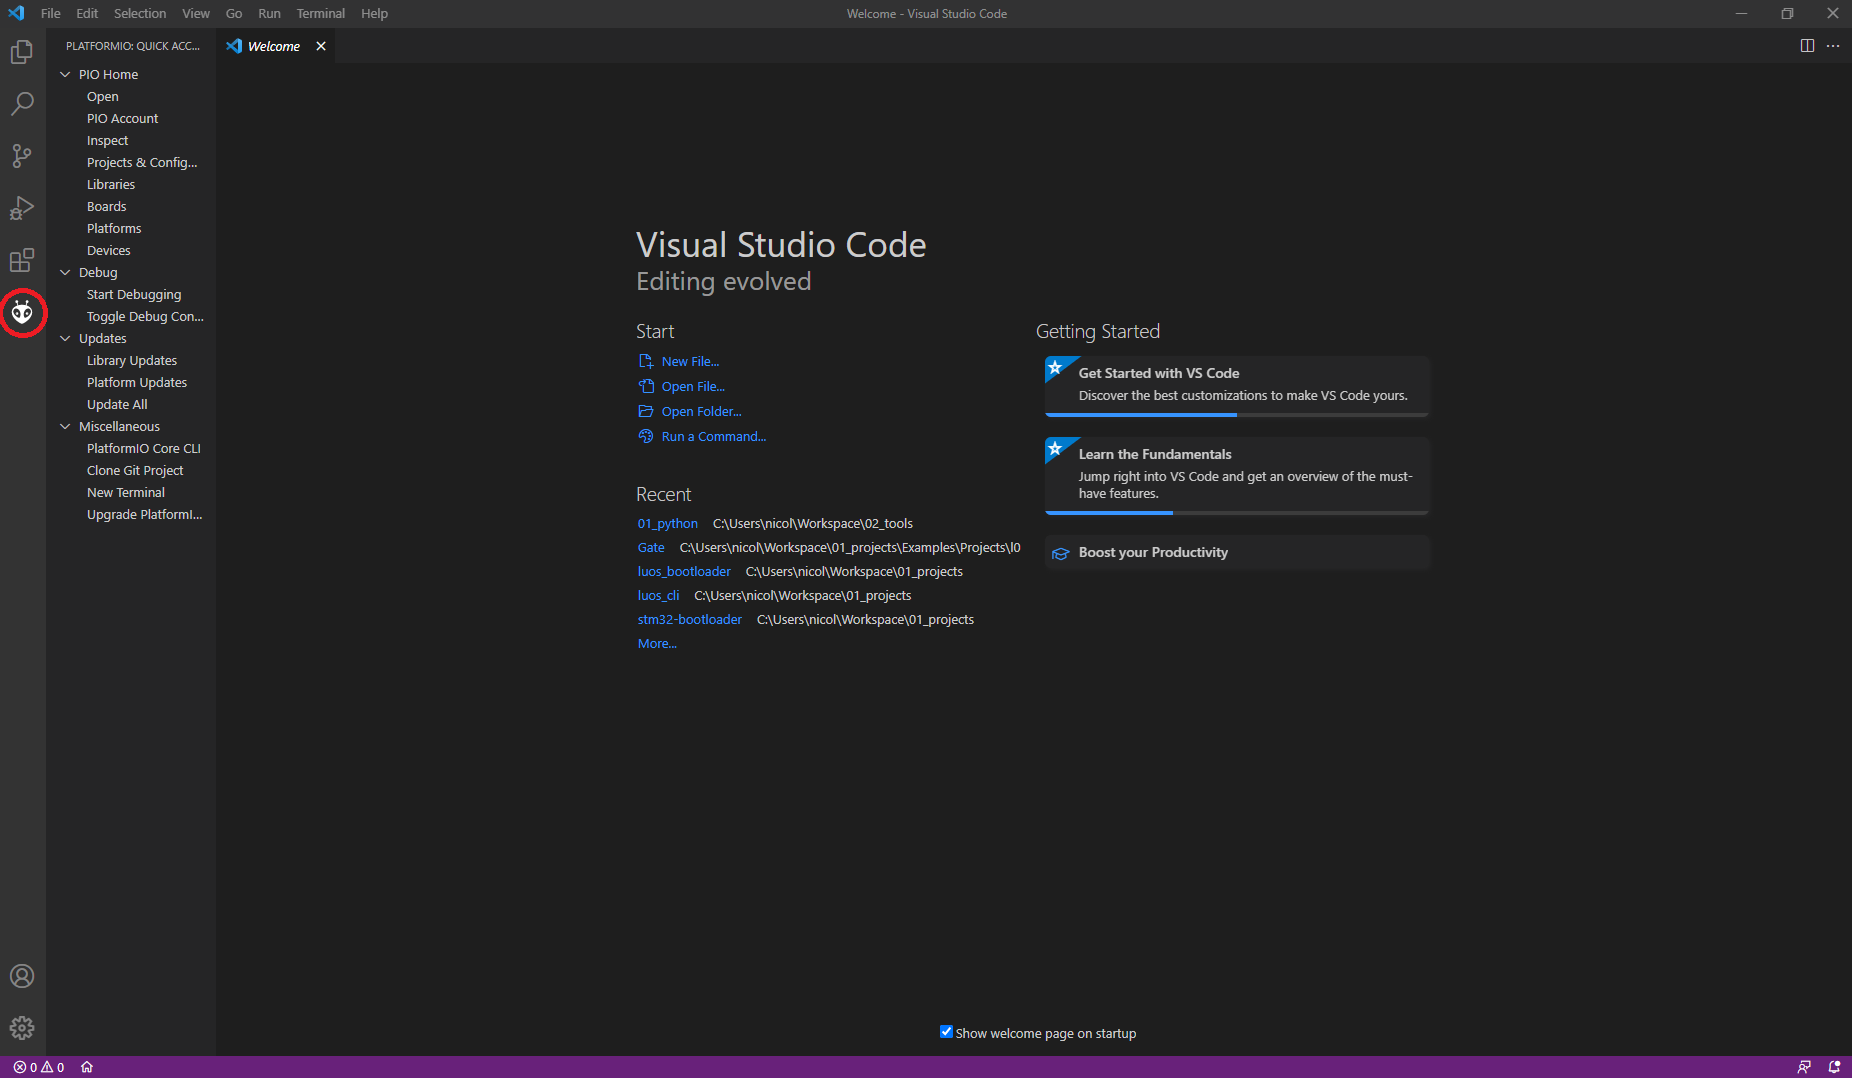 File Edit Selection View Go Run Terminal Help
Welcome - Visual Studio Code
PLATFORMIO: QUICK ACC...
Welcome
PIO Home
Open
PIO Account
Inspect
Projects & Config...
Libraries
Boards
Platforms
Devices
Debug
Start Debugging
Toggle Debug Con...
Updates
Library Updates
Platform Updates
Update All
Miscellaneous
PlatformIO Core CLI
Clone Git Project
New Terminal
Upgrade PlatformI...
Visual Studio Code
Editing evolved
Start
New File...
Open File...
Open Folder...
Run a Command...
Recent
01_python C:\Users\nicol\Workspace\02_tools
Gate C:\Users\nicol\Workspace\01_projects\Examples\Projects\l0
luos_bootloader C:\Users\nicol\Workspace\01_projects
luos_cli C:\Users\nicol\Workspace\01_projects
stm32-bootloader C:\Users\nicol\Workspace\01_projects
More...
Getting Started
Get Started with VS Code
Discover the best customizations to make VS Code yours.
Learn the Fundamentals
Jump right into VS Code and get an overview of the must-
have features.
Boost your Productivity
Show welcome page on startup
0 0